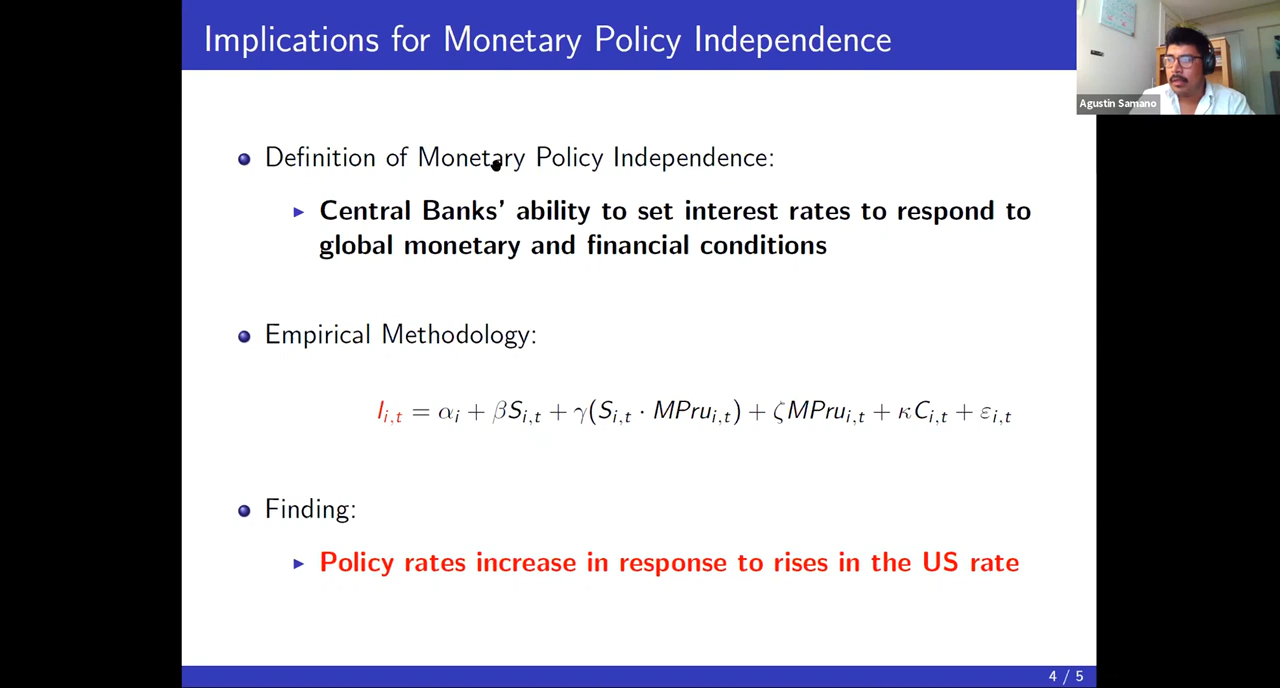 Implications for Monetary Policy Independence
Agustin Samano
Definition of Monetary Policy Independence:
Central Banks' ability to set interest rates to respond to
global monetary and financial conditions
Empirical Methodology:
I_{i,t} = α_i + βS_{i,t} + γ(S_{i,t} · MPru_{i,t}) + ζMPru_{i,t} + κC_{i,t} + ε_{i,t}
Finding:
Policy rates increase in response to rises in the US rate
4 / 5